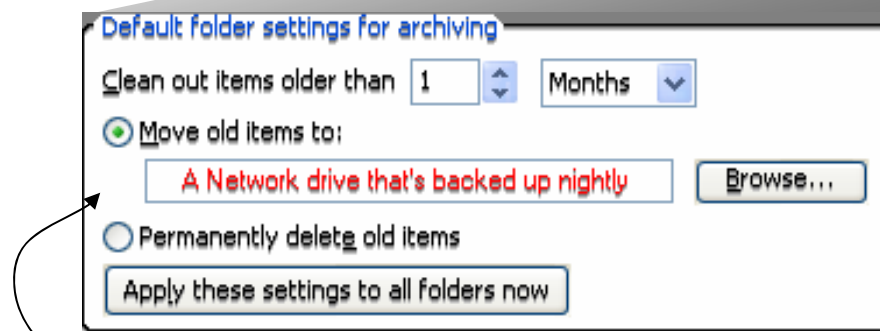 Default folder settings for archiving
Clean out items older than 1 Months
Move old items to:
A Network drive that's backed up nightly Browse...
Permanently delete old items
Apply these settings to all folders now